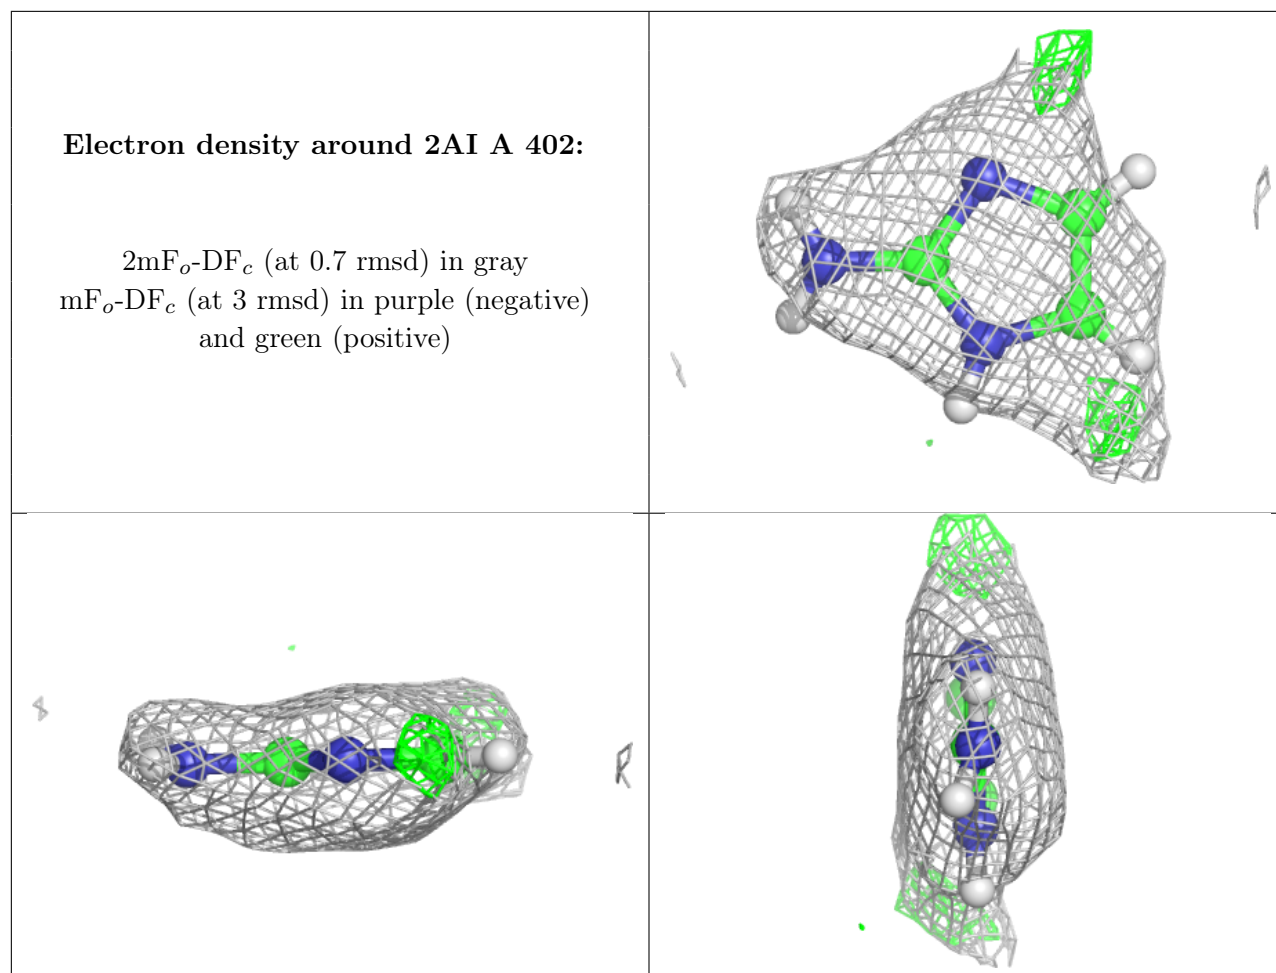 Electron density around 2AI A 402:
2mFo-DFc (at 0.7 rmsd) in gray
mFo-DFc (at 3 rmsd) in purple (negative)
and green (positive)